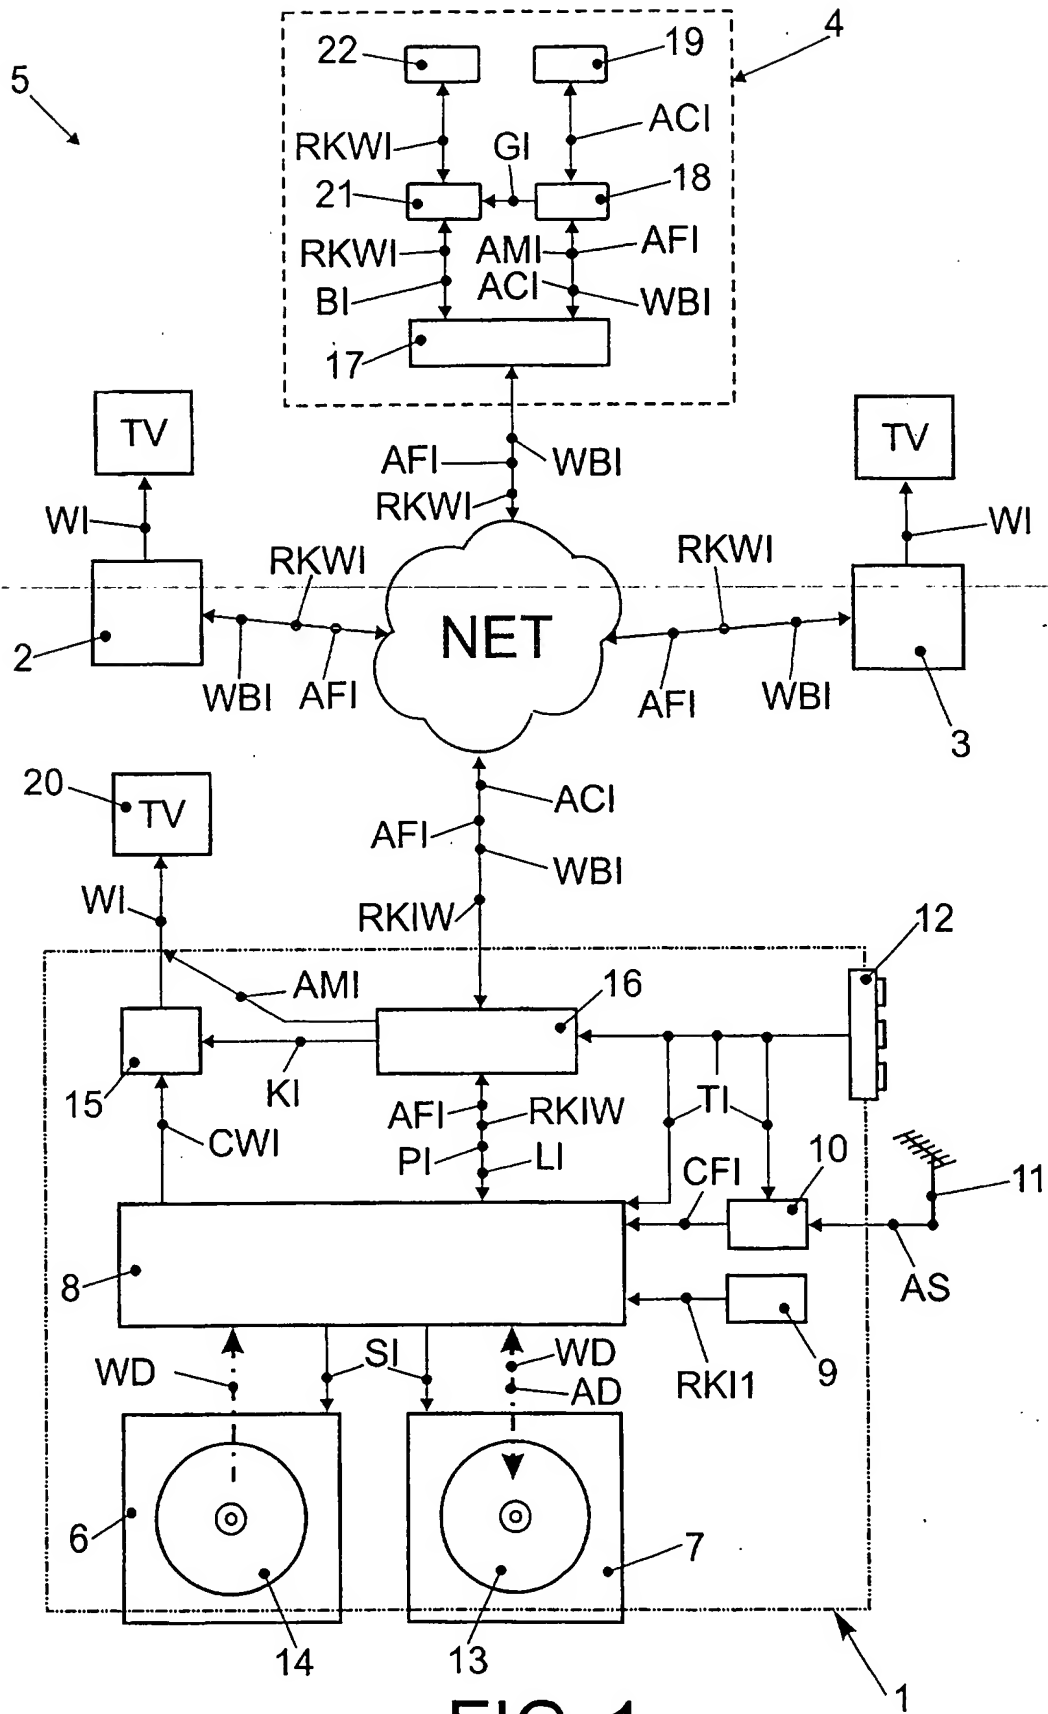 22
19
4
5
RKWI
ACI
GI
21
18
RKWI
AMI
AFI
BI
ACI
WBI
17
TV
TV
AFI
WBI
WI
RKWI
WI
RKWI
RKWI
NET
2
WBI
AFI
AFI
WBI
3
20
TV
ACI
AFI
WBI
WI
RKIW
12
AMI
16
15
KI
AFI
RKIW
TI
CWI
PI
LI
CFI
10
11
8
AS
WD
SI
WD
AD
RKI1
9
6
7
14
13
1